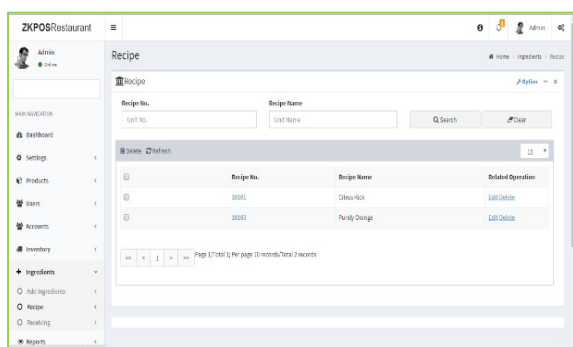 ZKPOSRestaurant
Admin
Admin
Online
Recipe
Home > Ingredients > Recipe
Recipe
Option
Recipe No.
Recipe Name
Unit No.
Unit Name
Search
Clear
MAIN NAVIGATION
Dashboard
Settings
Products
Users
Accounts
Inventory
Ingredients
Add Ingredients
Recipe
Receiving
Reports
Delete Refresh
10
Recipe No.
Recipe Name
Related Operation
Citrus Kick
Edit Delete
Purely Orange
Edit Delete
<< < 1 > >> Page 1/Total 1; Per page 10 records/Total 2 records